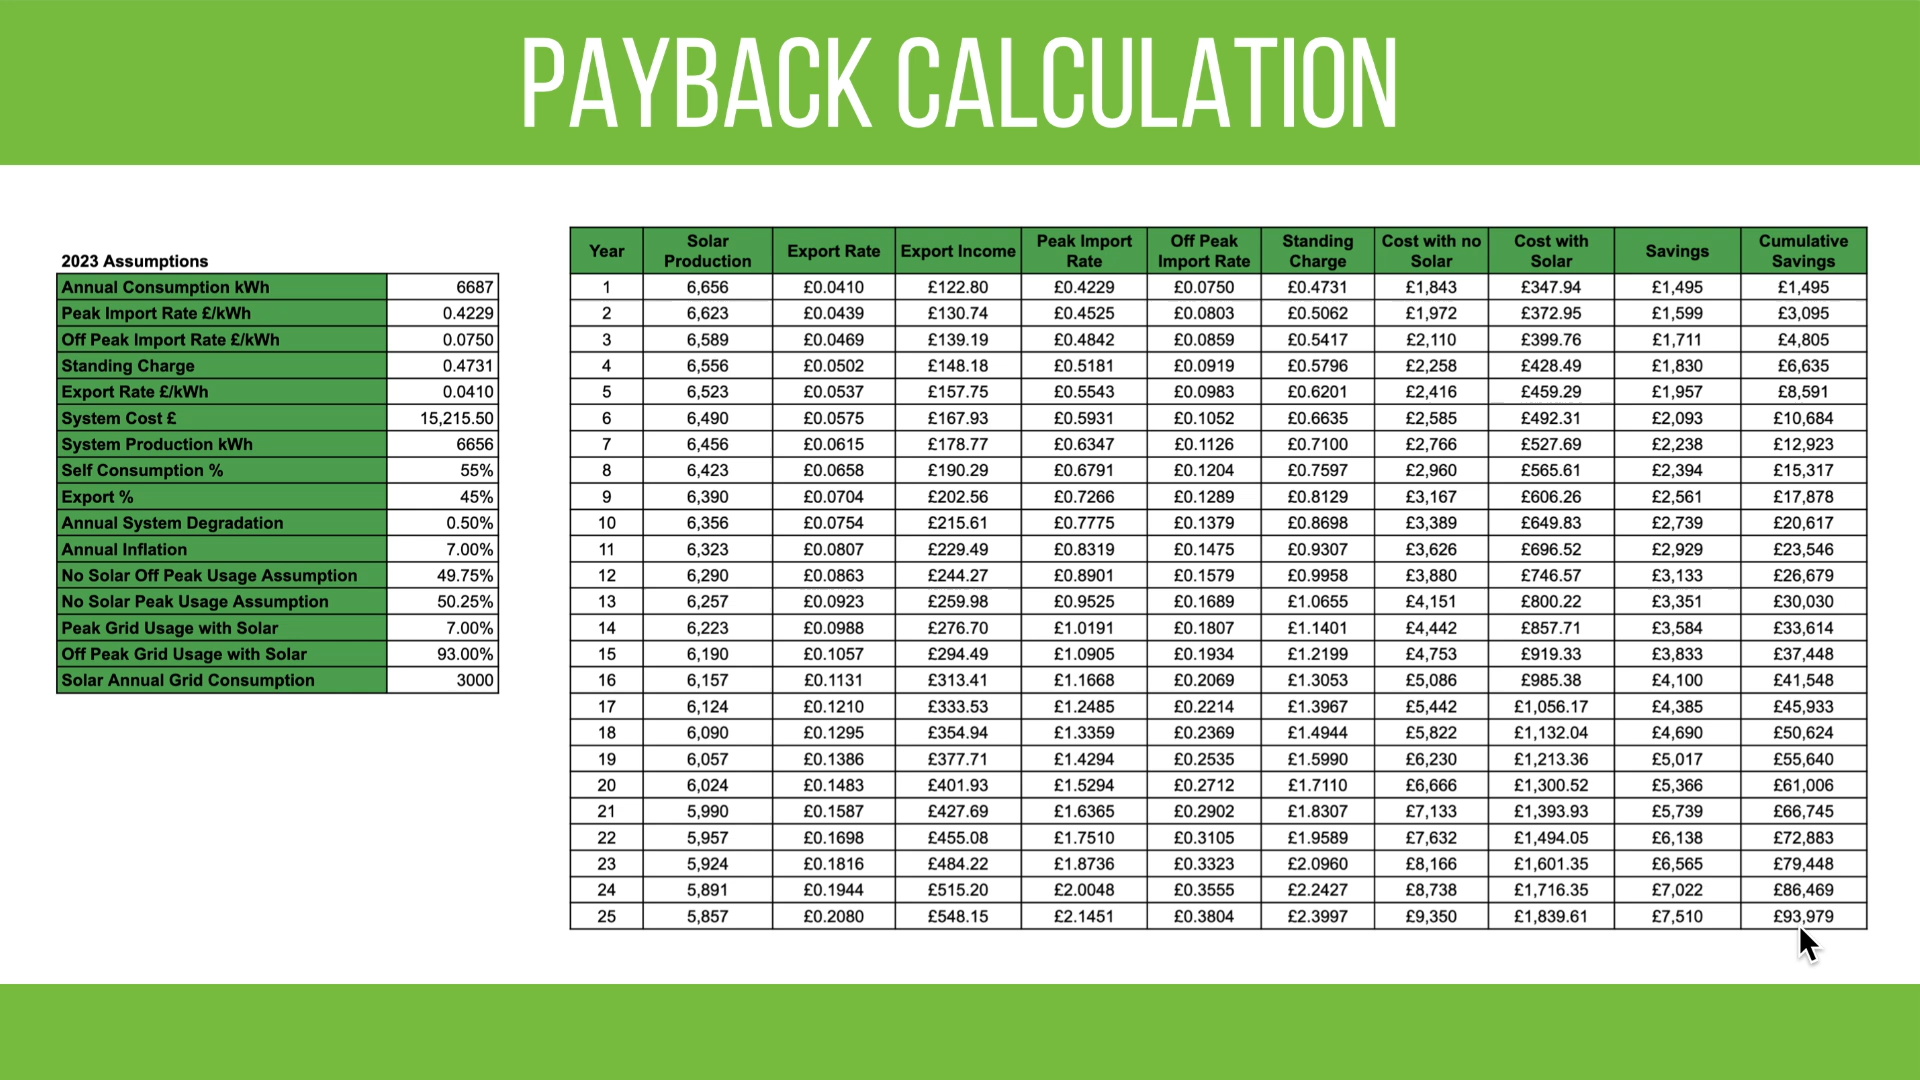 PAYBACK CALCULATION
2023 Assumptions
Annual Consumption kWh 6687
Peak Import Rate £/kWh 0.4229
Off Peak Import Rate £/kWh 0.0750
Standing Charge 0.4731
Export Rate £/kWh 0.0410
System Cost £ 15,215.50
System Production kWh 6656
Self Consumption % 55%
Export % 45%
Annual System Degradation 0.50%
Annual Inflation 7.00%
No Solar Off Peak Usage Assumption 49.75%
No Solar Peak Usage Assumption 50.25%
Peak Grid Usage with Solar 7.00%
Off Peak Grid Usage with Solar 93.00%
Solar Annual Grid Consumption 3000
Year Solar Production Export Rate Export Income Peak Import Rate Off Peak Import Rate Standing Charge Cost with no Solar Cost with Solar Savings Cumulative Savings
1 6,656 £0.0410 £122.80 £0.4229 £0.0750 £0.4731 £1,843 £347.94 £1,495 £1,495
2 6,623 £0.0439 £130.74 £0.4525 £0.0803 £0.5062 £1,972 £372.95 £1,599 £3,095
3 6,589 £0.0469 £139.19 £0.4842 £0.0859 £0.5417 £2,110 £399.76 £1,711 £4,805
4 6,556 £0.0502 £148.18 £0.5181 £0.0919 £0.5796 £2,258 £428.49 £1,830 £6,635
5 6,523 £0.0537 £157.75 £0.5543 £0.0983 £0.6201 £2,416 £459.29 £1,957 £8,591
6 6,490 £0.0575 £167.93 £0.5931 £0.1052 £0.6635 £2,585 £492.31 £2,093 £10,684
7 6,456 £0.0615 £178.77 £0.6347 £0.1126 £0.7100 £2,766 £527.69 £2,238 £12,923
8 6,423 £0.0658 £190.29 £0.6791 £0.1204 £0.7597 £2,960 £565.61 £2,394 £15,317
9 6,390 £0.0704 £202.56 £0.7266 £0.1289 £0.8129 £3,167 £606.26 £2,561 £17,878
10 6,356 £0.0754 £215.61 £0.7775 £0.1379 £0.8698 £3,389 £649.83 £2,739 £20,617
11 6,323 £0.0807 £229.49 £0.8319 £0.1475 £0.9307 £3,626 £696.52 £2,929 £23,546
12 6,290 £0.0863 £244.27 £0.8901 £0.1579 £0.9958 £3,880 £746.57 £3,133 £26,679
13 6,257 £0.0923 £259.98 £0.9525 £0.1689 £1.0655 £4,151 £800.22 £3,351 £30,030
14 6,223 £0.0988 £276.70 £1.0191 £0.1807 £1.1401 £4,442 £857.71 £3,584 £33,614
15 6,190 £0.1057 £294.49 £1.0905 £0.1934 £1.2199 £4,753 £919.33 £3,833 £37,448
16 6,157 £0.1131 £313.41 £1.1668 £0.2069 £1.3053 £5,086 £985.38 £4,100 £41,548
17 6,124 £0.1210 £333.53 £1.2485 £0.2214 £1.3967 £5,442 £1,056.17 £4,385 £45,933
18 6,090 £0.1295 £354.94 £1.3359 £0.2369 £1.4944 £5,822 £1,132.04 £4,690 £50,624
19 6,057 £0.1386 £377.71 £1.4294 £0.2535 £1.5990 £6,230 £1,213.36 £5,017 £55,640
20 6,024 £0.1483 £401.93 £1.5294 £0.2712 £1.7110 £6,666 £1,300.52 £5,366 £61,006
21 5,990 £0.1587 £427.69 £1.6365 £0.2902 £1.8307 £7,133 £1,393.93 £5,739 £66,745
22 5,957 £0.1698 £455.08 £1.7510 £0.3105 £1.9589 £7,632 £1,494.05 £6,138 £72,883
23 5,924 £0.1816 £484.22 £1.8736 £0.3323 £2.0960 £8,166 £1,601.35 £6,565 £79,448
24 5,891 £0.1944 £515.20 £2.0048 £0.3555 £2.2427 £8,738 £1,716.35 £7,022 £86,469
25 5,857 £0.2080 £548.15 £2.1451 £0.3804 £2.3997 £9,350 £1,839.61 £7,510 £93,979